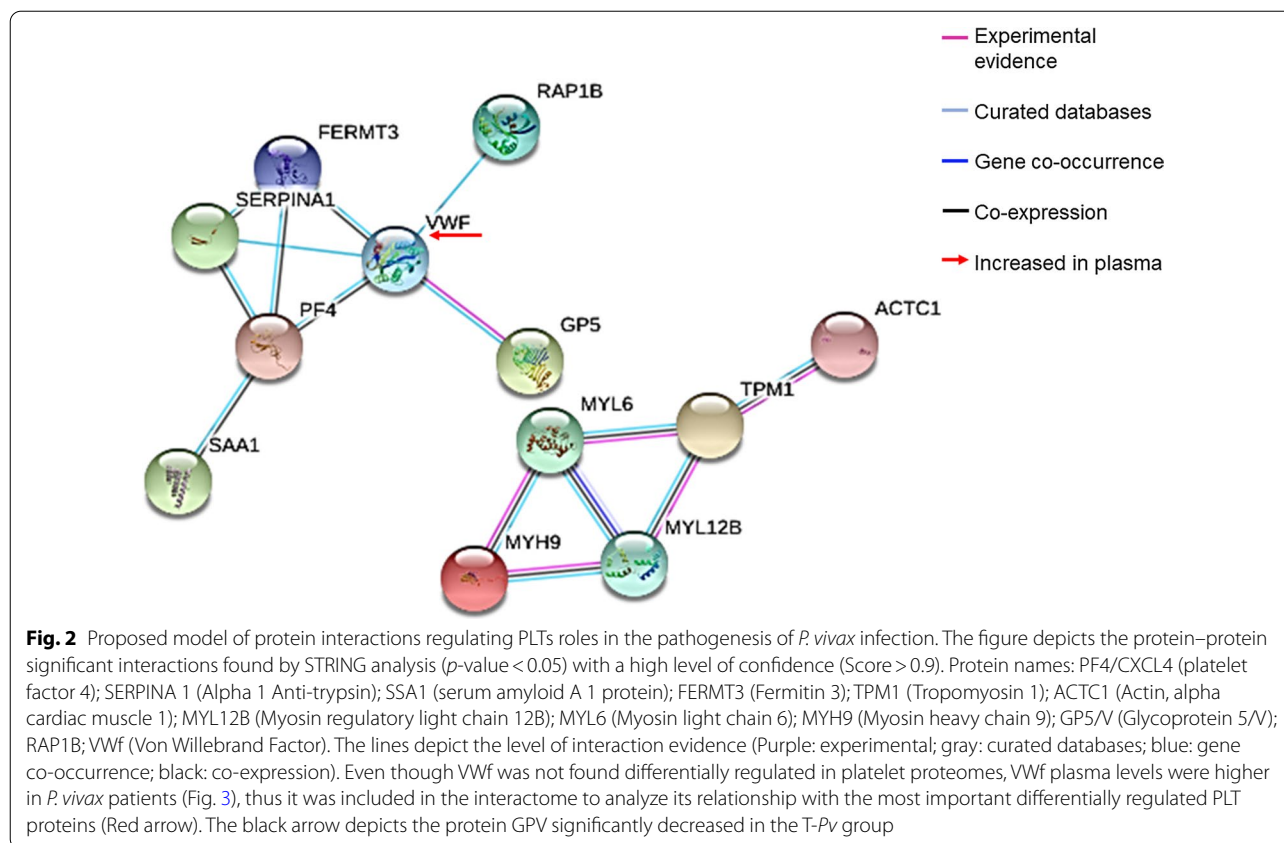 Experimental
evidence
Curated databases
Gene co-occurrence
Co-expression
Increased in plasma
RAP1B
FERMT3
SERPINA1
VWF
PF4
GP5
SAA1
ACTC1
TPM1
MYL6
MYL12B
MYH9
Fig. 2 Proposed model of protein interactions regulating PLTs roles in the pathogenesis of P. vivax infection. The figure depicts the protein–protein
significant interactions found by STRING analysis (p-value < 0.05) with a high level of confidence (Score > 0.9). Protein names: PF4/CXCL4 (platelet
factor 4); SERPINA 1 (Alpha 1 Anti-trypsin); SSA1 (serum amyloid A 1 protein); FERMT3 (Fermitin 3); TPM1 (Tropomyosin 1); ACTC1 (Actin, alpha
cardiac muscle 1); MYL12B (Myosin regulatory light chain 12B); MYL6 (Myosin light chain 6); MYH9 (Myosin heavy chain 9); GP5/V (Glycoprotein 5/V);
RAP1B; VWf (Von Willebrand Factor). The lines depict the level of interaction evidence (Purple: experimental; gray: curated databases; blue: gene
co-occurrence; black: co-expression). Even though VWf was not found differentially regulated in platelet proteomes, VWf plasma levels were higher
in P. vivax patients (Fig. 3), thus it was included in the interactome to analyze its relationship with the most important differentially regulated PLT
proteins (Red arrow). The black arrow depicts the protein GPV significantly decreased in the T-Pv group